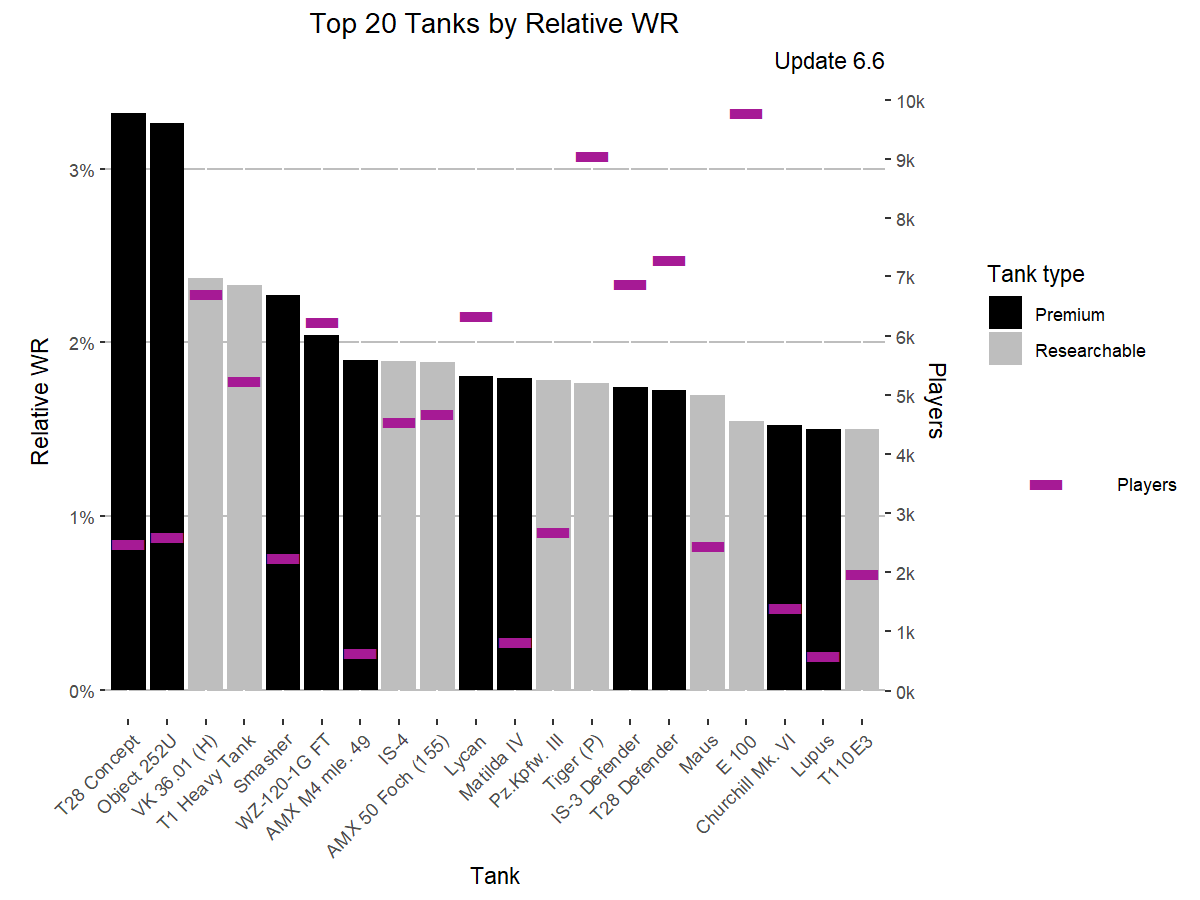 Top 20 Tanks by Relative WR
Update 6.6
Relative WR
3%
2%
1%
0%
10k
9k
8k
7k
6k
5k
4k
3k
2k
1k
0k
Players
T28 Concept
Object 252U
VK 36.01 (H)
T1 Heavy Tank
Smasher
WZ-120-1G FT
AMX M4 mle. 49
IS-4
AMX 50 Foch (155)
Lycan
Matilda IV
Pz.Kpfw. III
Tiger (P)
IS-3 Defender
T28 Defender
Maus
E 100
Churchill Mk. VI
Lupus
T110E3
Tank
Tank type
Premium
Researchable
Players